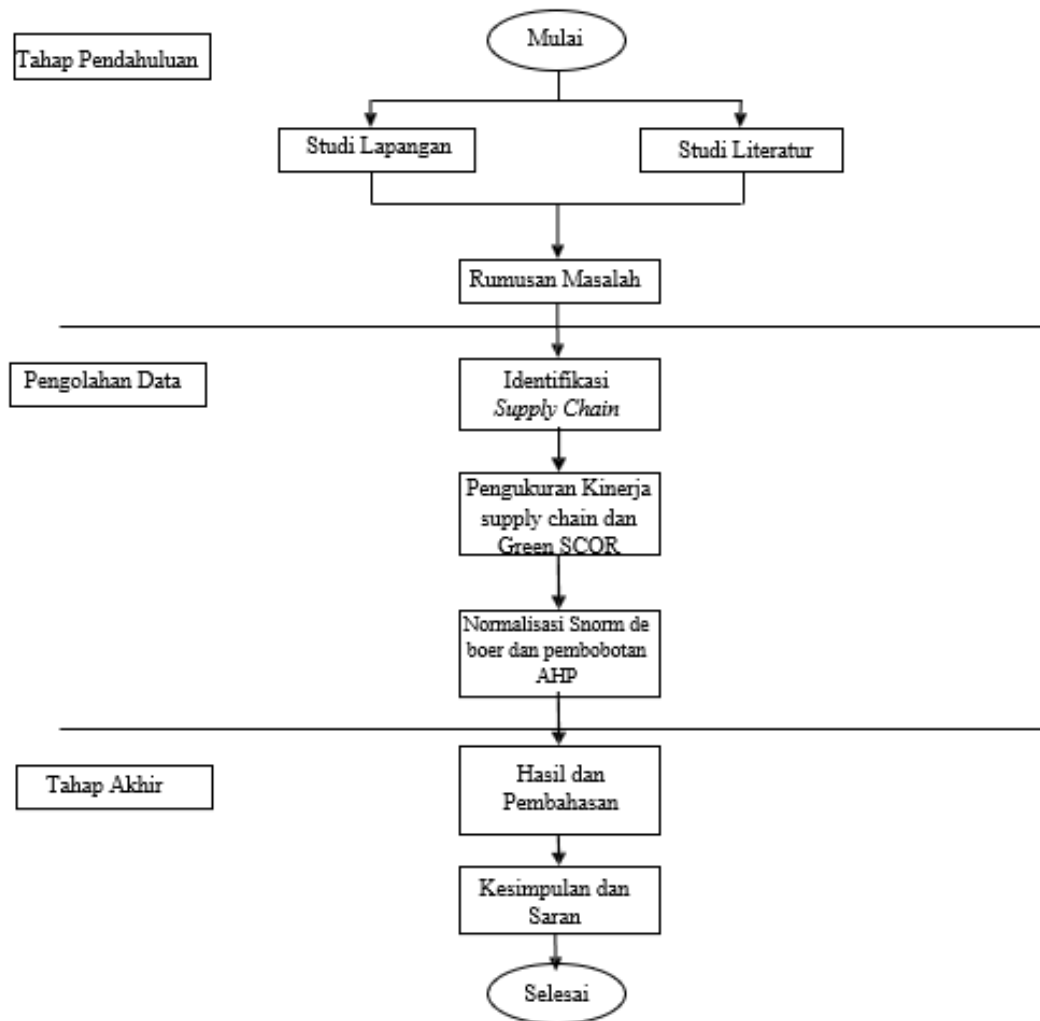 Mulai
Tahap Pendahuluan
Studi Lapangan
Studi Literatur
Rumusan Masalah
Pengolahan Data
Identifikasi
Supply Chain
Pengukuran Kinerja
supply chain dan
Green SCOR
Normalisasi Snorm de
boer dan pembobotan
AHP
Tahap Akhir
Hasil dan
Pembahasan
Kesimpulan dan
Saran
Selesai